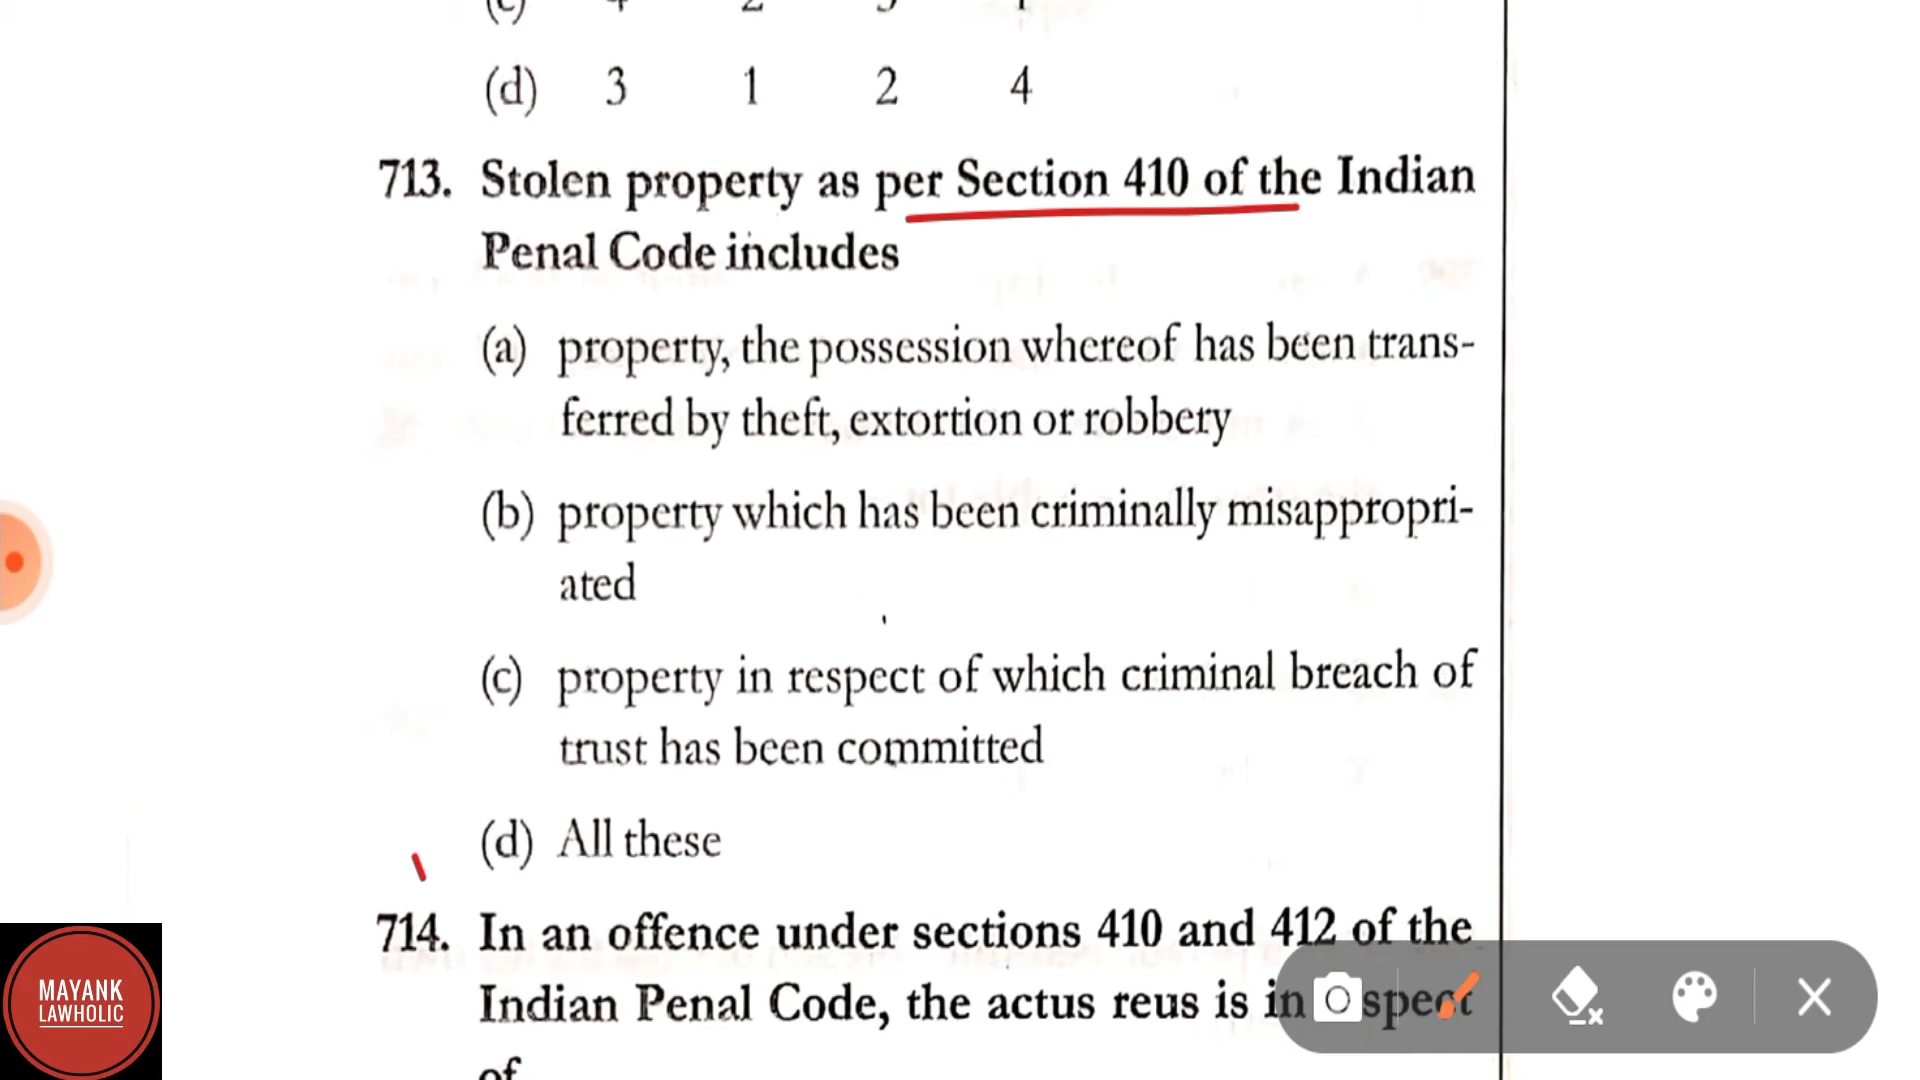 (d) 3 1 2 4
713. Stolen property as per Section 410 of the Indian
Penal Code includes
(a) property, the possession whereof has been trans-
ferred by theft, extortion or robbery
(b) property which has been criminally misappropri-
ated
(c) property in respect of which criminal breach of
trust has been committed
(d) All these
714. In an offence under sections 410 and 412 of the
Indian Penal Code, the actus reus is in spect
of
MAYANK
LAWHOLIC